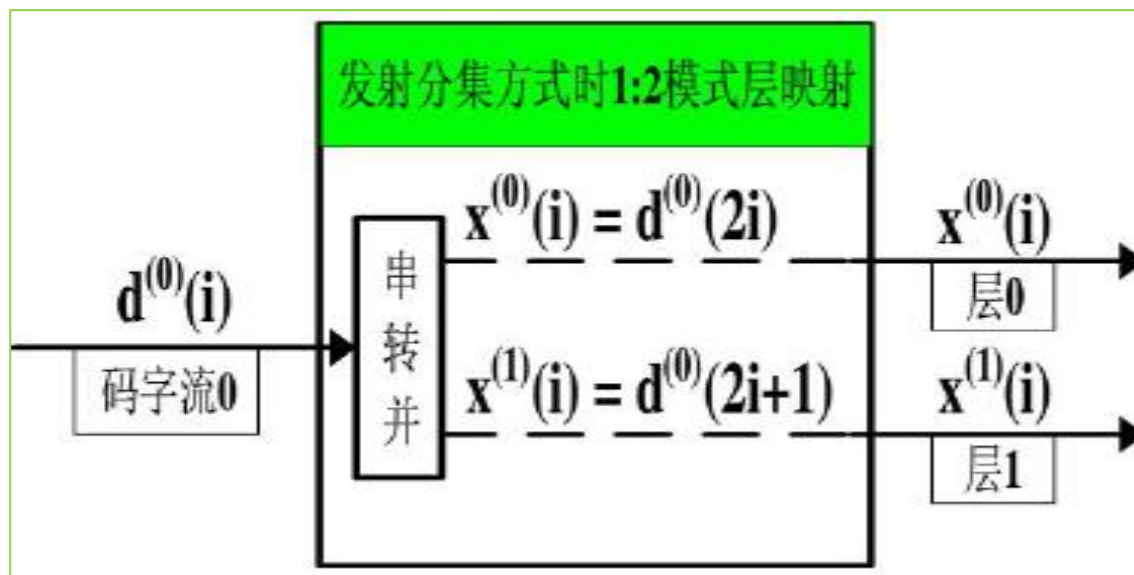 发射分集方式时1:2模式层映射
d^(0)(i)
码字流0
串
转
并
x^(0)(i) = d^(0)(2i)
x^(1)(i) = d^(0)(2i+1)
x^(0)(i)
层0
x^(1)(i)
层1